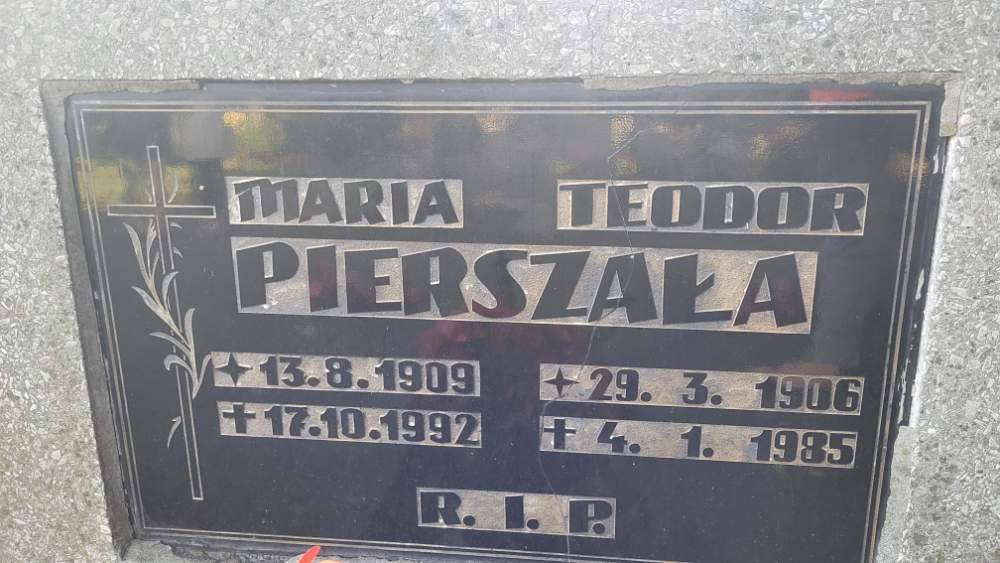 MARIA TEODOR
PIERSZAŁA
13.8.1909 29. 3. 1906
17.10.1992 4. 1. 1985
R. I. P.